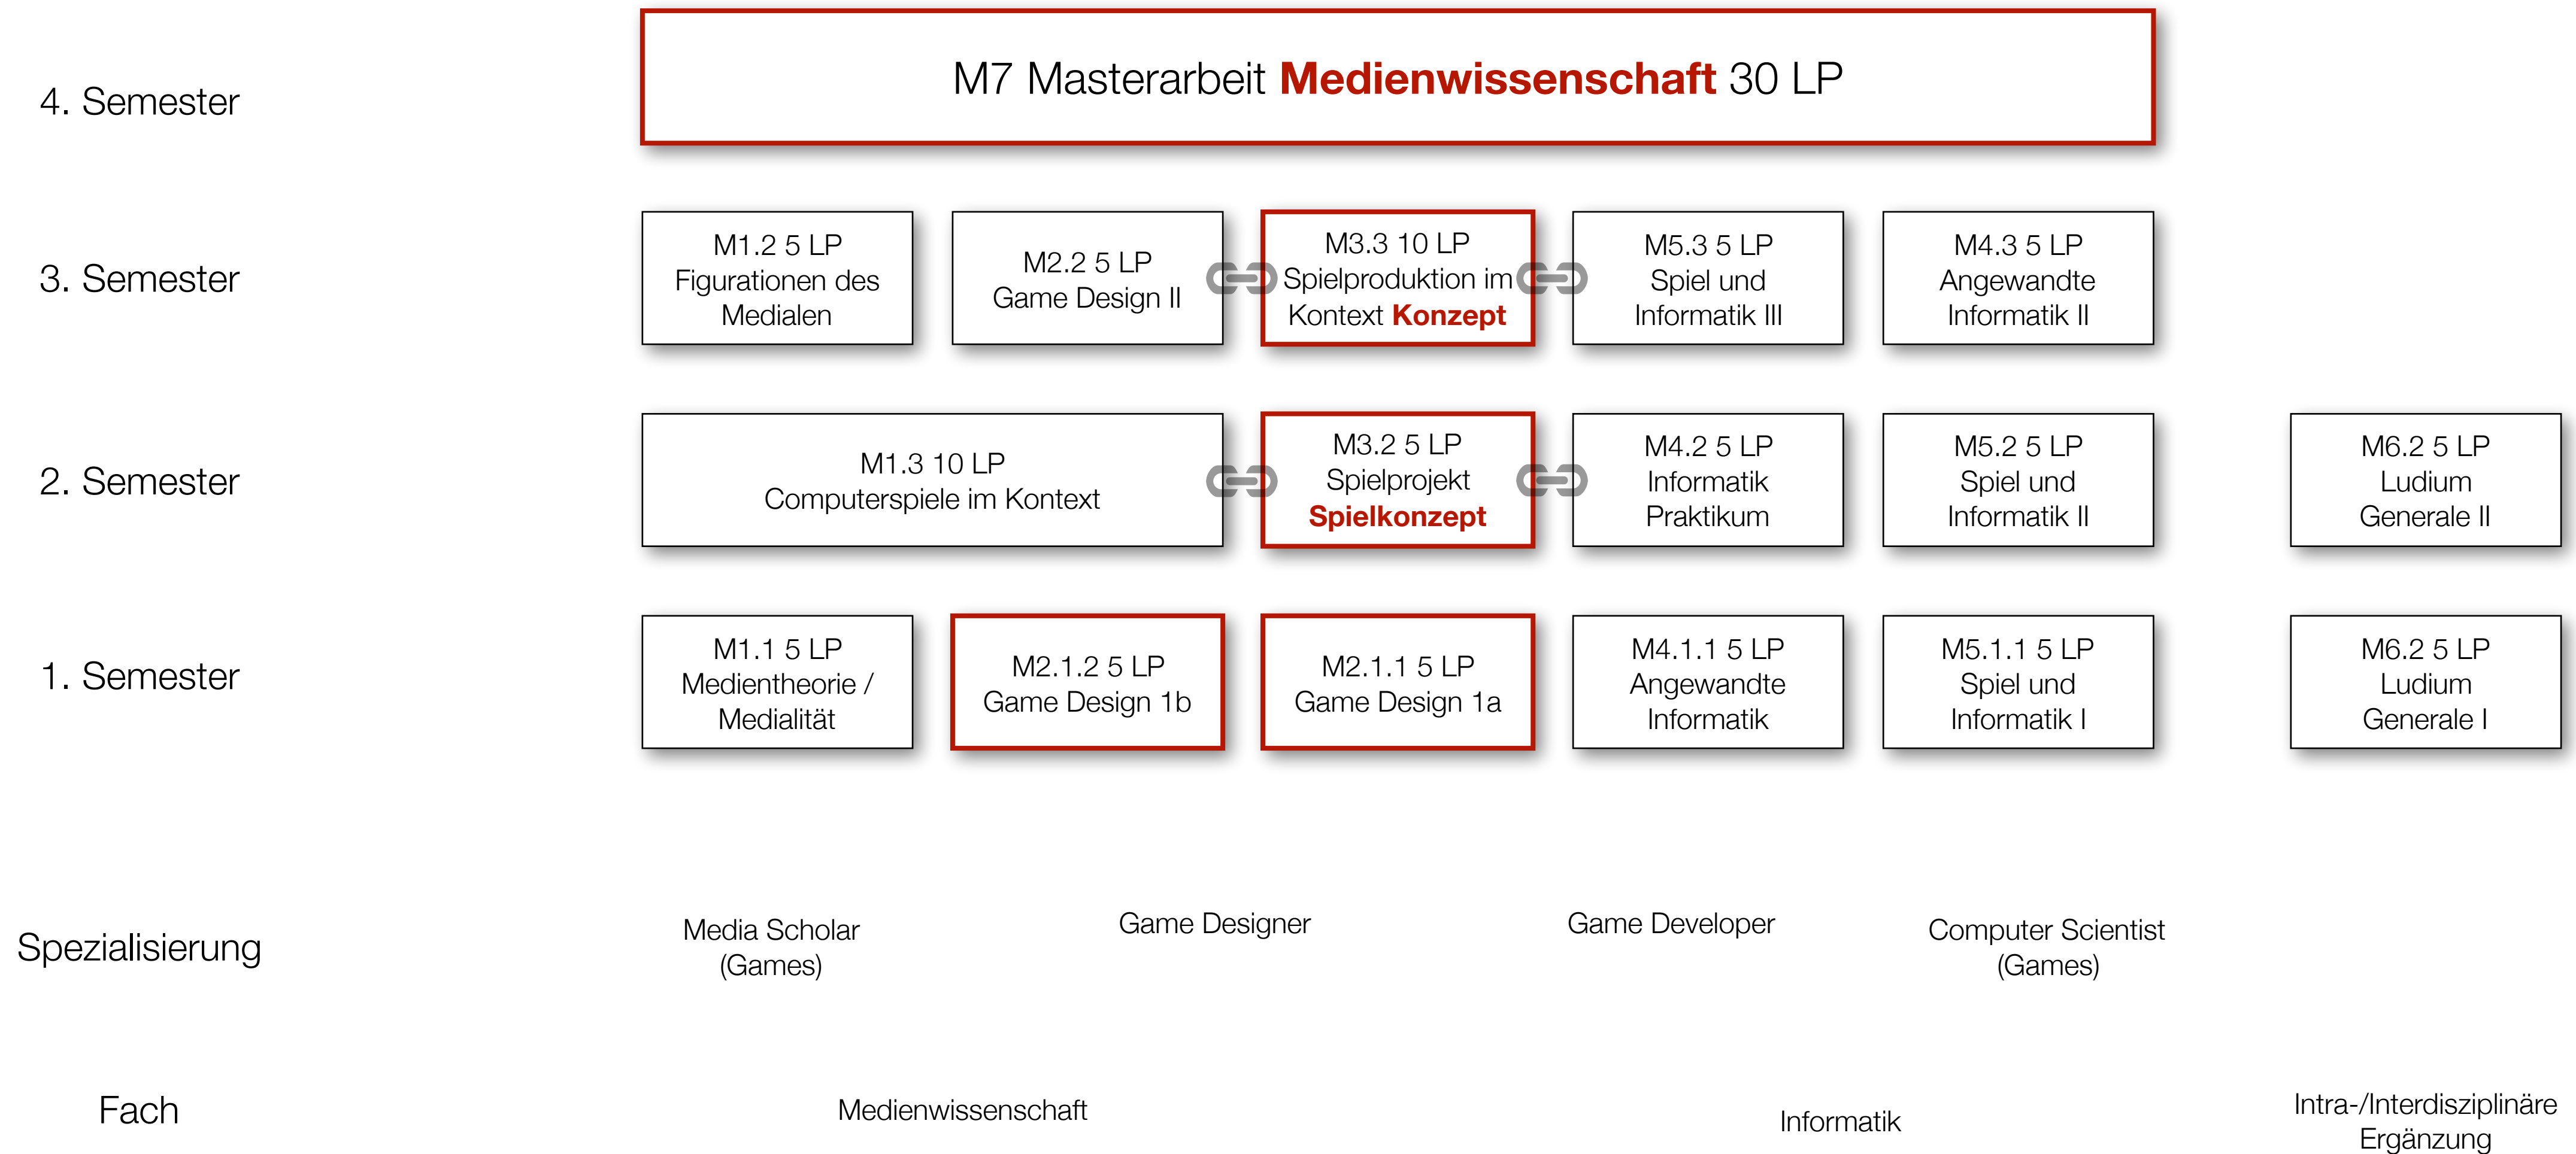 4. Semester
M7 Masterarbeit Medienwissenschaft 30 LP
3. Semester
M1.2 5 LP
Figurationen des
Medialen
M2.2 5 LP
Game Design II
M3.3 10 LP
Spielproduktion im
Kontext Konzept
M5.3 5 LP
Spiel und
Informatik III
M4.3 5 LP
Angewandte
Informatik II
2. Semester
M1.3 10 LP
Computerspiele im Kontext
M3.2 5 LP
Spielprojekt
Spielkonzept
M4.2 5 LP
Informatik
Praktikum
M5.2 5 LP
Spiel und
Informatik II
M6.2 5 LP
Ludium
Generale II
1. Semester
M1.1 5 LP
Medientheorie /
Medialität
M2.1.2 5 LP
Game Design 1b
M2.1.1 5 LP
Game Design 1a
M4.1.1 5 LP
Angewandte
Informatik
M5.1.1 5 LP
Spiel und
Informatik I
M6.2 5 LP
Ludium
Generale I
Spezialisierung
Media Scholar
(Games)
Game Designer
Game Developer
Computer Scientist
(Games)
Fach
Medienwissenschaft
Informatik
Intra-/Interdisziplinäre
Ergänzung